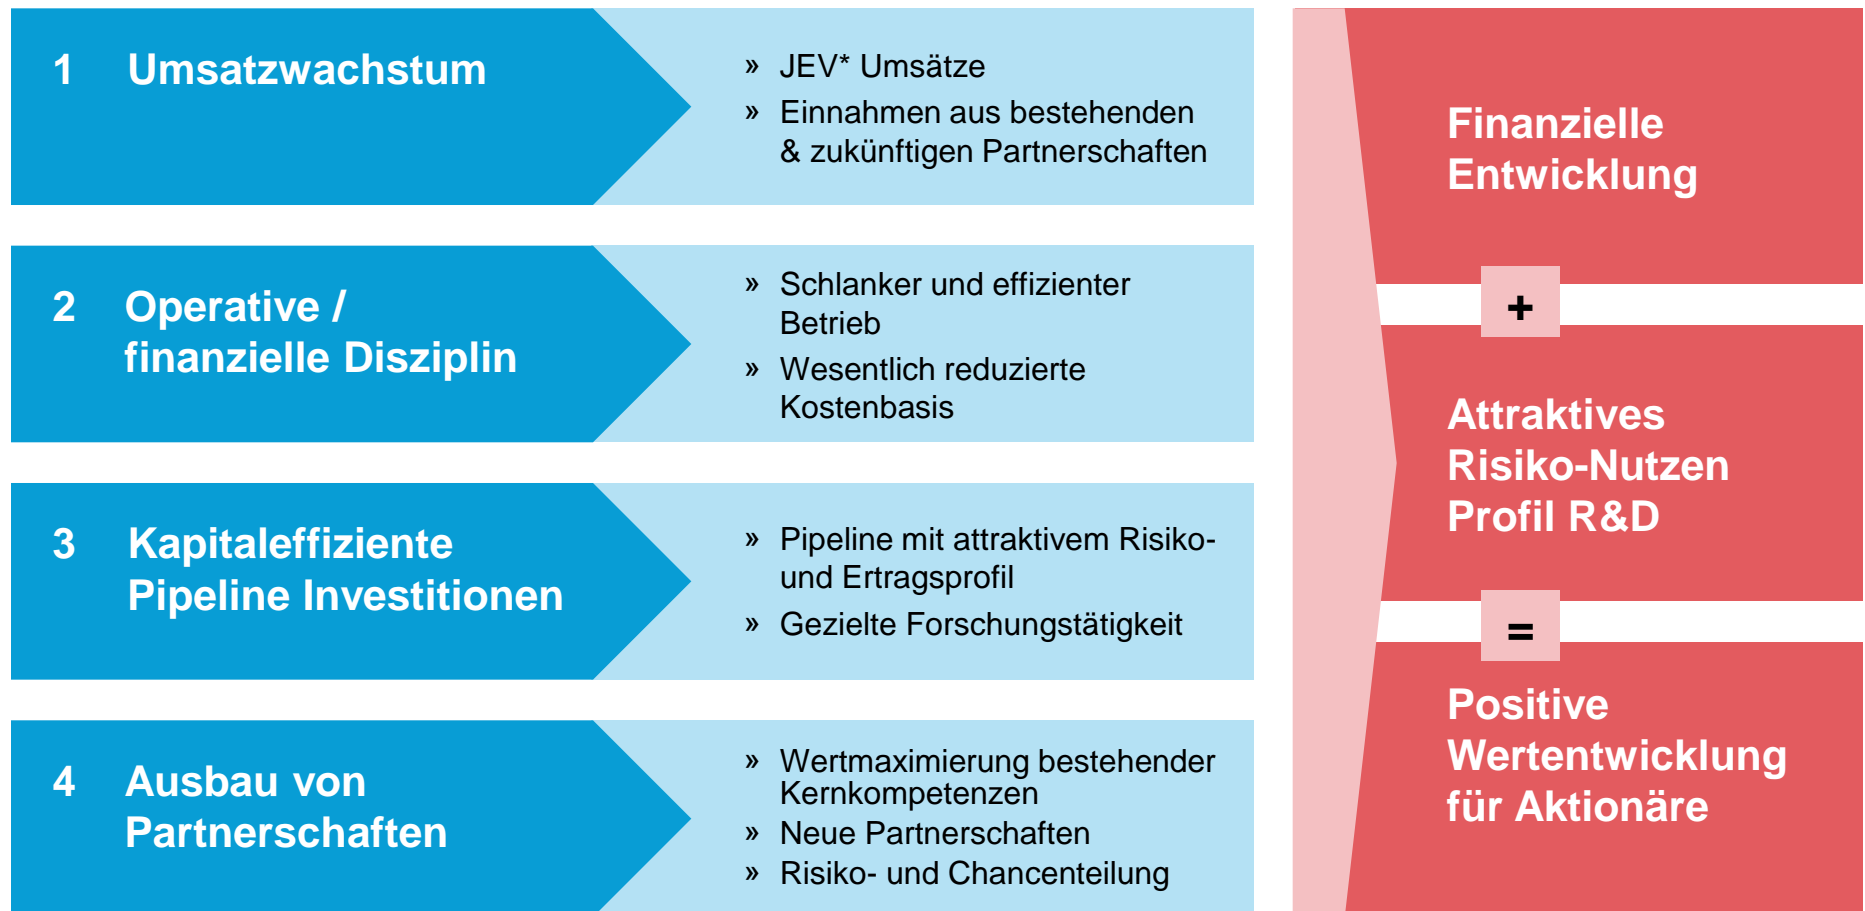 1 Umsatzwachstum
» JEV* Umsätze
» Einnahmen aus bestehenden
& zukünftigen Partnerschaften
2 Operative /
finanzielle Disziplin
» Schlanker und effizienter
Betrieb
» Wesentlich reduzierte
Kostenbasis
3 Kapitaleffiziente
Pipeline Investitionen
» Pipeline mit attraktivem Risiko-
und Ertragsprofil
» Gezielte Forschungstätigkeit
4 Ausbau von
Partnerschaften
» Wertmaximierung bestehender
Kernkompetenzen
» Neue Partnerschaften
» Risiko- und Chancenteilung
Finanzielle
Entwicklung
+
Attraktives
Risiko-Nutzen
Profil R&D
=
Positive
Wertentwicklung
für Aktionäre